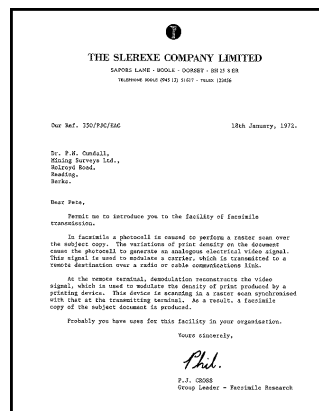 THE SLEREXE COMPANY LIMITED
SAPORS LANE - BOOLE - DORSET - BH 25 8 ER
TELEPHONE BOOLE (945 13) 51617 - TELEX 123456
Our Ref. 350/PJC/EAC
18th January, 1972.
Dr. P.N. Cundall,
Mining Surveys Ltd.,
Holroyd Road,
Reading,
Berks.
Dear Pete,
Permit me to introduce you to the facility of facsimile
transmission.
In facsimile a photocell is caused to perform a raster scan over
the subject copy. The variations of print density on the document
cause the photocell to generate an analogous electrical video signal.
This signal is used to modulate a carrier, which is transmitted to a
remote destination over a radio or cable communications link.
At the remote terminal, demodulation reconstructs the video
signal, which is used to modulate the density of print produced by a
printing device. This device is scanning in a raster scan synchronised
with that at the transmitting terminal. As a result, a facsimile
copy of the subject document is produced.
Probably you have uses for this facility in your organisation.
Yours sincerely,
Phil.
P.J. CROSS
Group Leader - Facsimile Research